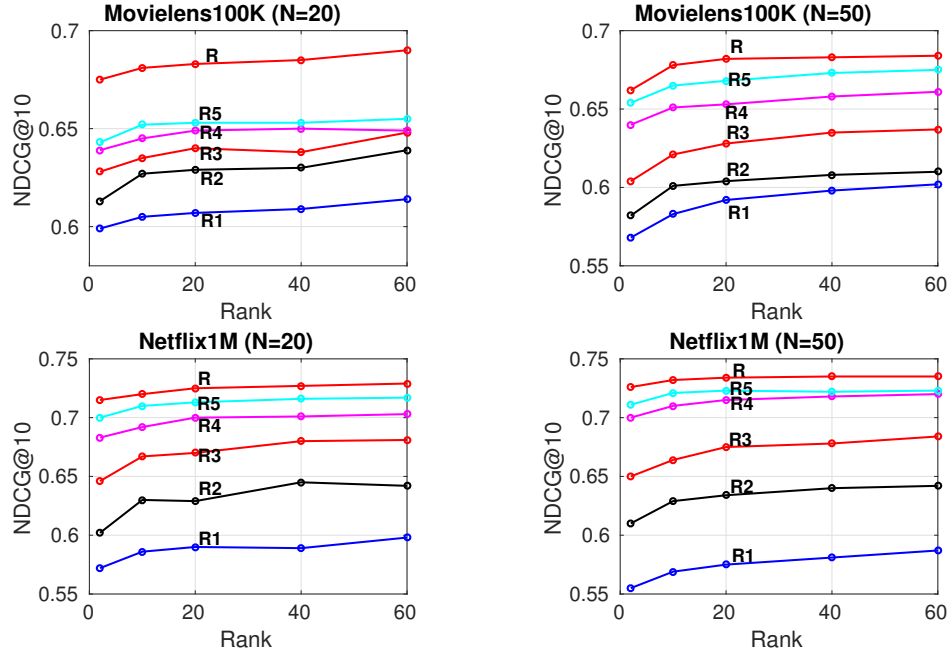 Movielens100K (N=20)
0.7
0.65
0.6
NDCG@10
R
R5
R4
R3
R2
R1
0 20 40 60
Rank
Movielens100K (N=50)
0.7
0.65
0.6
0.55
NDCG@10
R
R5
R4
R3
R2
R1
0 20 40 60
Rank
Netflix1M (N=20)
0.75
0.7
0.65
0.6
0.55
NDCG@10
R
R5
R4
R3
R2
R1
0 20 40 60
Rank
Netflix1M (N=50)
0.75
0.7
0.65
0.6
0.55
NDCG@10
R
R5
R4
R3
R2
R1
0 20 40 60
Rank